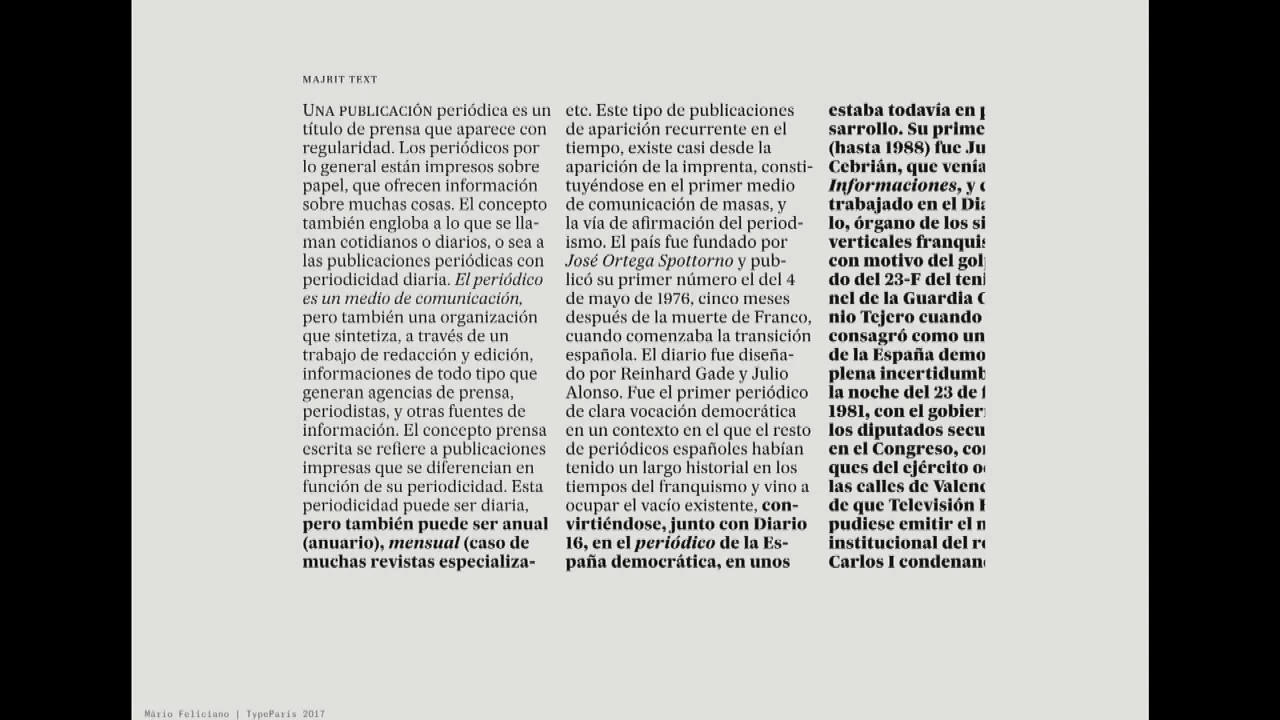 MAJRIT TEXT
UNA PUBLICACIÓN periódica es un
título de prensa que aparece con
regularidad. Los periódicos por
lo general están impresos sobre
papel, que ofrecen información
sobre muchas cosas. El concepto
también engloba a lo que se lla-
man cotidianos o diarios, o sea a
las publicaciones periódicas con
periodicidad diaria. El periódico
es un medio de comunicación,
pero también una organización
que sintetiza, a través de un
trabajo de redacción y edición,
informaciones de todo tipo que
generan agencias de prensa,
periodistas, y otras fuentes de
información. El concepto prensa
escrita se refiere a publicaciones
impresas que se diferencian en
función de su periodicidad. Esta
periodicidad puede ser diaria,
pero también puede ser anual
(anuario), mensual (caso de
muchas revistas especializa-
etc. Este tipo de publicaciones
de aparición recurrente en el
tiempo, existe casi desde la
aparición de la imprenta, consti-
tuyéndose en el primer medio
de comunicación de masas, y
la vía de afirmación del period-
ismo. El país fue fundado por
José Ortega Spottorno y pub-
licó su primer número el del 4
de mayo de 1976, cinco meses
después de la muerte de Franco,
cuando comenzaba la transición
española. El diario fue diseña-
do por Reinhard Gade y Julio
Alonso. Fue el primer periódico
de clara vocación democrática
en un contexto en el que el resto
de periódicos españoles habían
tenido un largo historial en los
tiempos del franquismo y vino a
ocupar el vacío existente, con-
virtiéndose, junto con Diario
16, en el periódico de la Es-
paña democrática, en unos
estaba todavía en
sarrollo. Su prime
(hasta 1988) fue Ju
Cebrián, que venía
Informaciones, y
trabajado en el Dia
lo, órgano de los si
verticales franquis
con motivo del gol
do del 23-F del teni
nel de la Guardia
nio Tejero cuando
consagró como un
de la España demo
plena incertidumb
la noche del 23 de
1981, con el gobier
los diputados secu
en el Congreso, co
ques del ejército o
las calles de Valenc
de que Televisión
pudiese emitir el
institucional del r
Carlos I condenan
Mário Feliciano | TypeParis 2017